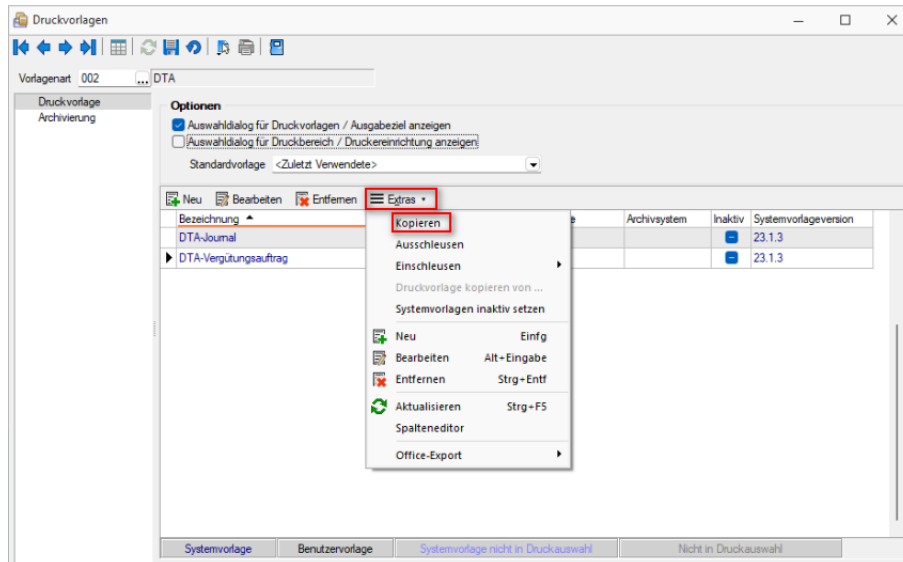 Druckvorlagen
Vorlagenart 002 ... DTA
Druckvorlage
Archivierung
Optionen
Auswahldialog für Druckvorlagen / Ausgabeziel anzeigen
Auswahldialog für Druckbereich / Druckereinrichtung anzeigen
Standardvorlage <Zuletzt Verwendete>
Neu Bearbeiten Entfernen Extras
Bezeichnung e Archivsystem Inaktiv Systemvorlageversion
DTA-Journal 23.1.3
DTA-Vergütungsauftrag 23.1.3
Kopieren
Ausschleusen
Einschleusen
Druckvorlage kopieren von ...
Systemvorlagen inaktiv setzen
Neu Einfg
Bearbeiten Alt+Eingabe
Entfernen Strg+Entf
Aktualisieren Strg+F5
Spalteneditor
Office-Export
Systemvorlage Benutzervorlage Systemvorlage nicht in Druckauswahl Nicht in Druckauswahl